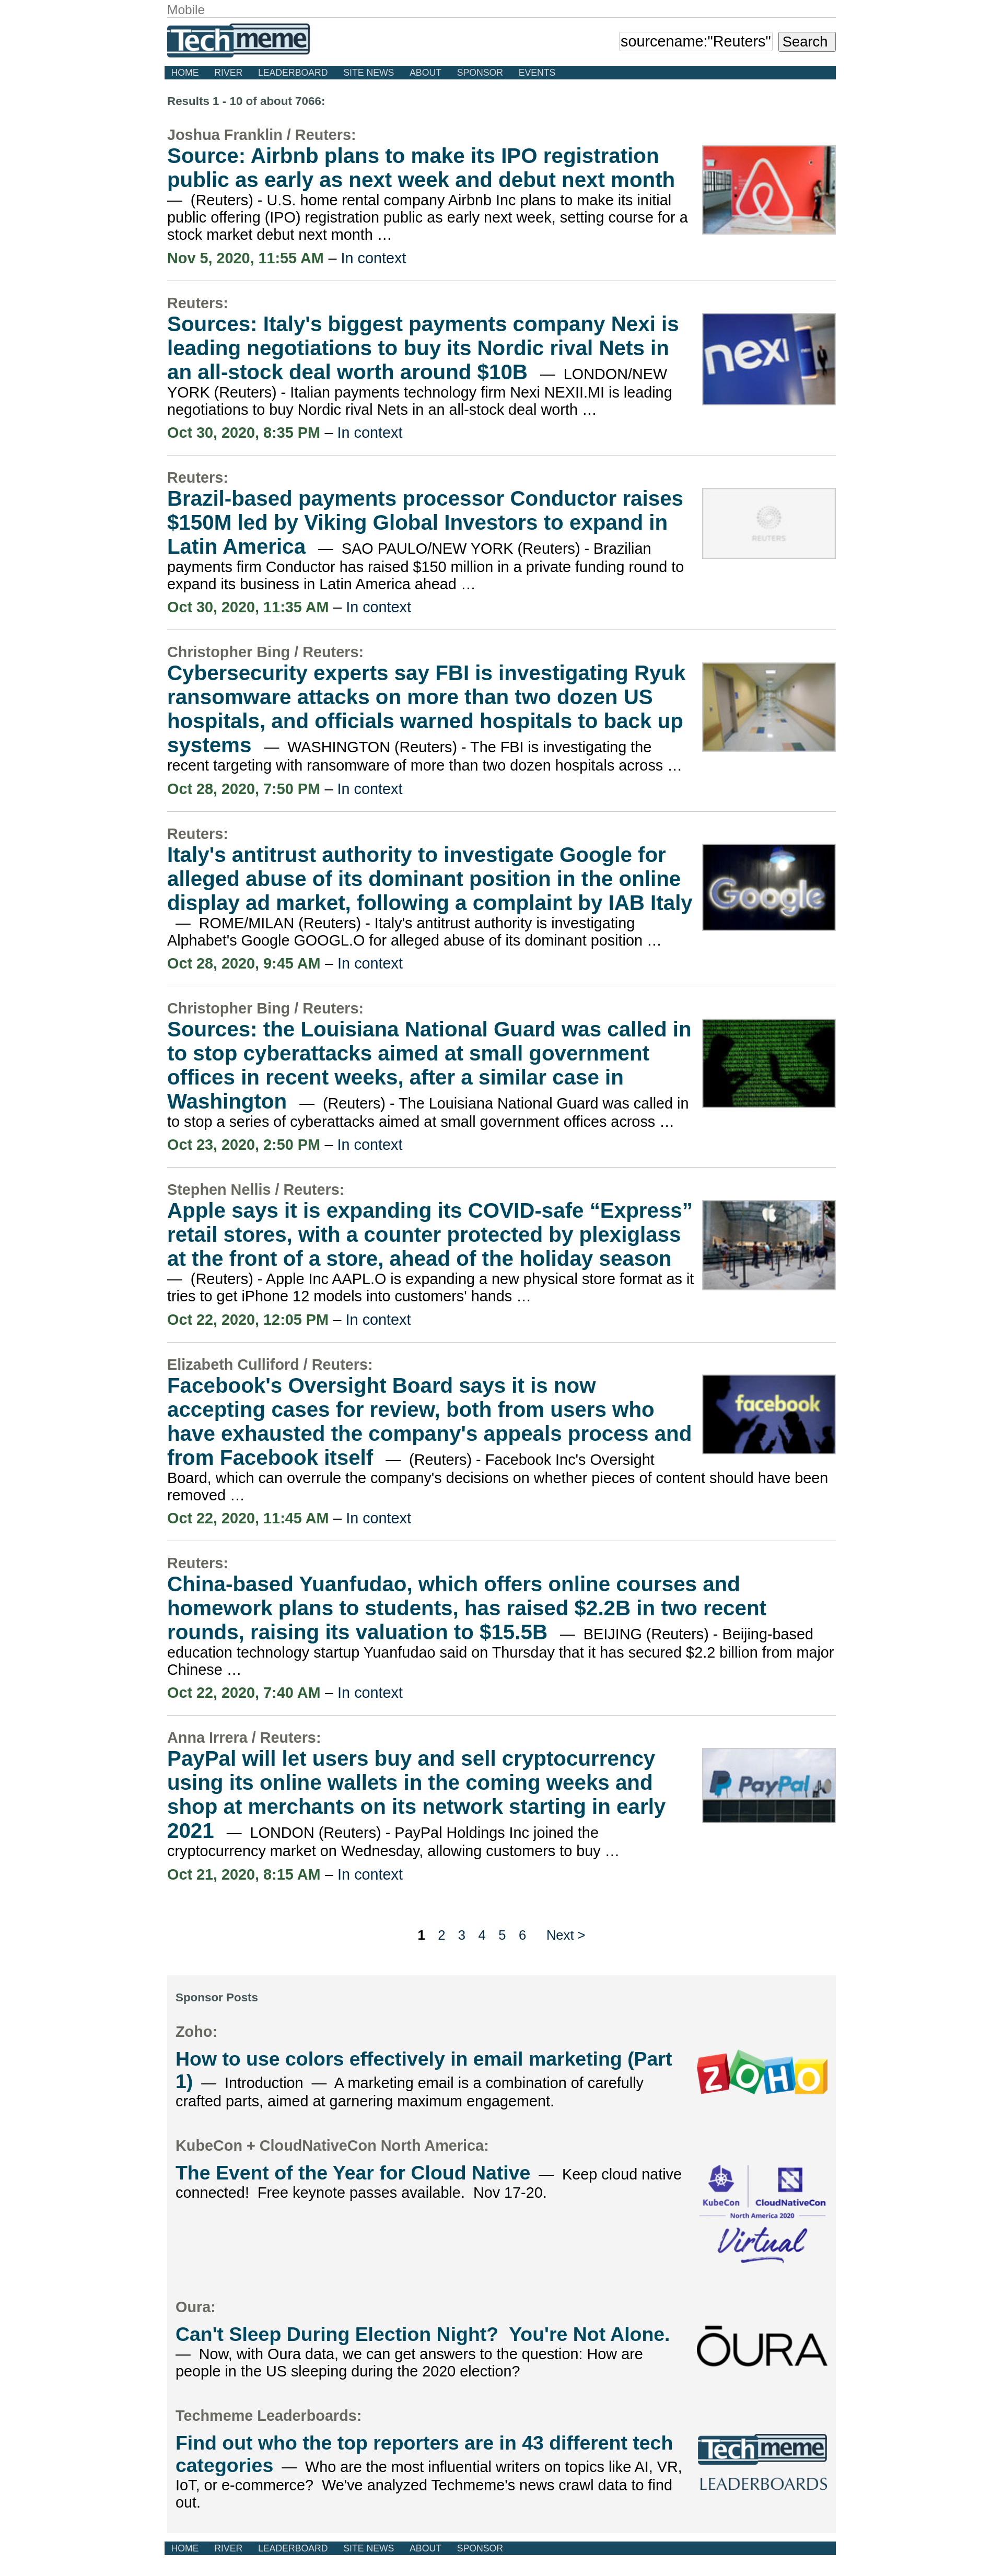 Mobile
Techmeme
sourcename:"Reuters" Search
HOME RIVER LEADERBOARD SITE NEWS ABOUT SPONSOR EVENTS
Results 1 - 10 of about 7066:
Joshua Franklin / Reuters:
Source: Airbnb plans to make its IPO registration
public as early as next week and debut next month
— (Reuters) - U.S. home rental company Airbnb Inc plans to make its initial
public offering (IPO) registration public as early next week, setting course for a
stock market debut next month …
Nov 5, 2020, 11:55 AM – In context
Reuters:
Sources: Italy's biggest payments company Nexi is
leading negotiations to buy its Nordic rival Nets in
an all-stock deal worth around $10B — LONDON/NEW
YORK (Reuters) - Italian payments technology firm Nexi NEXII.MI is leading
negotiations to buy Nordic rival Nets in an all-stock deal worth …
nexi
Oct 30, 2020, 8:35 PM – In context
Reuters:
Brazil-based payments processor Conductor raises
$150M led by Viking Global Investors to expand in
Latin America — SAO PAULO/NEW YORK (Reuters) - Brazilian
payments firm Conductor has raised $150 million in a private funding round to
expand its business in Latin America ahead …
REUTERS
Oct 30, 2020, 11:35 AM – In context
Christopher Bing / Reuters:
Cybersecurity experts say FBI is investigating Ryuk
ransomware attacks on more than two dozen US
hospitals, and officials warned hospitals to back up
systems — WASHINGTON (Reuters) - The FBI is investigating the
recent targeting with ransomware of more than two dozen hospitals across …
Oct 28, 2020, 7:50 PM – In context
Reuters:
Italy's antitrust authority to investigate Google for
alleged abuse of its dominant position in the online
display ad market, following a complaint by IAB Italy
— ROME/MILAN (Reuters) - Italy's antitrust authority is investigating
Alphabet's Google GOOGL.O for alleged abuse of its dominant position …
Google
Oct 28, 2020, 9:45 AM – In context
Christopher Bing / Reuters:
Sources: the Louisiana National Guard was called in
to stop cyberattacks aimed at small government
offices in recent weeks, after a similar case in
Washington — (Reuters) - The Louisiana National Guard was called in
to stop a series of cyberattacks aimed at small government offices across …
Oct 23, 2020, 2:50 PM – In context
Stephen Nellis / Reuters:
Apple says it is expanding its COVID-safe “Express”
retail stores, with a counter protected by plexiglass
at the front of a store, ahead of the holiday season
— (Reuters) - Apple Inc AAPL.O is expanding a new physical store format as it
tries to get iPhone 12 models into customers' hands …
Oct 22, 2020, 12:05 PM – In context
Elizabeth Culliford / Reuters:
Facebook's Oversight Board says it is now
accepting cases for review, both from users who
have exhausted the company's appeals process and
from Facebook itself — (Reuters) - Facebook Inc's Oversight
Board, which can overrule the company's decisions on whether pieces of content should have been
removed …
facebook
Oct 22, 2020, 11:45 AM – In context
Reuters:
China-based Yuanfudao, which offers online courses and
homework plans to students, has raised $2.2B in two recent
rounds, raising its valuation to $15.5B — BEIJING (Reuters) - Beijing-based
education technology startup Yuanfudao said on Thursday that it has secured $2.2 billion from major
Chinese …
Oct 22, 2020, 7:40 AM – In context
Anna Irrera / Reuters:
PayPal will let users buy and sell cryptocurrency
using its online wallets in the coming weeks and
shop at merchants on its network starting in early
2021 — LONDON (Reuters) - PayPal Holdings Inc joined the
cryptocurrency market on Wednesday, allowing customers to buy …
PayPal
Oct 21, 2020, 8:15 AM – In context
1 2 3 4 5 6 Next >
Sponsor Posts
Zoho:
How to use colors effectively in email marketing (Part
1) — Introduction — A marketing email is a combination of carefully
crafted parts, aimed at garnering maximum engagement.
ZOHO
KubeCon + CloudNativeCon North America:
The Event of the Year for Cloud Native — Keep cloud native
connected! Free keynote passes available. Nov 17-20.
KubeCon CloudNativeCon
North America 2020
Virtual
Oura:
Can't Sleep During Election Night? You're Not Alone.
— Now, with Oura data, we can get answers to the question: How are
people in the US sleeping during the 2020 election?
ŌURA
Techmeme Leaderboards:
Find out who the top reporters are in 43 different tech
categories — Who are the most influential writers on topics like AI, VR,
IoT, or e-commerce? We've analyzed Techmeme's news crawl data to find
out.
Techmeme
LEADERBOARDS
HOME RIVER LEADERBOARD SITE NEWS ABOUT SPONSOR